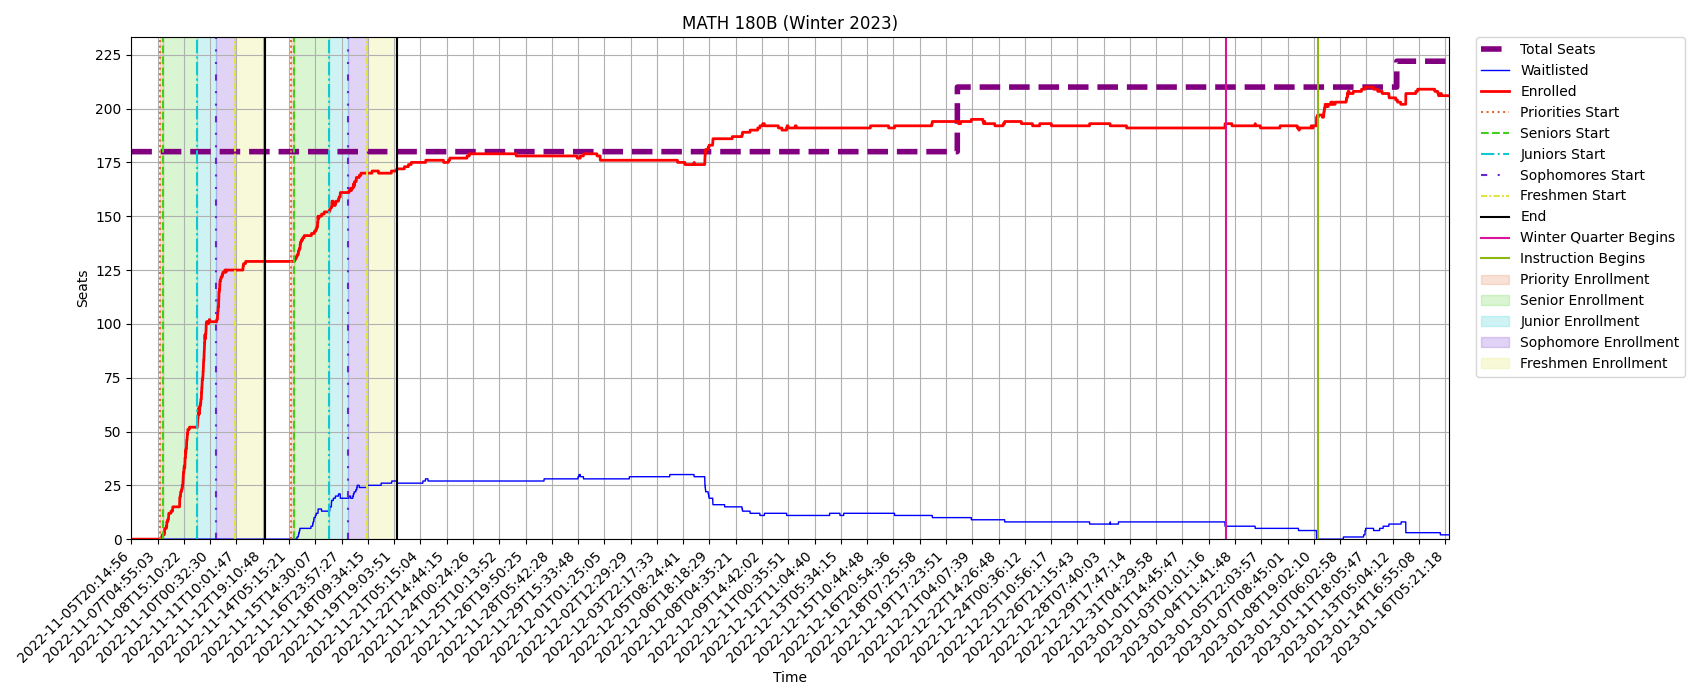 MATH 180B (Winter 2023)
Seats
225
200
175
150
125
100
75
50
25
0
2022-11-05T20:14:56
2022-11-07T04:55:03
2022-11-08T15:10:22
2022-11-10T00:32:30
2022-11-11T10:01:47
2022-11-12T19:10:48
2022-11-14T05:15:21
2022-11-15T14:30:07
2022-11-16T23:57:27
2022-11-18T09:34:15
2022-11-19T19:03:51
2022-11-21T05:15:04
2022-11-22T14:44:15
2022-11-24T00:24:26
2022-11-25T10:13:52
2022-11-26T19:50:25
2022-11-28T05:42:28
2022-11-29T15:33:48
2022-12-01T01:25:05
2022-12-02T12:29:29
2022-12-03T22:17:33
2022-12-05T08:24:41
2022-12-06T18:18:29
2022-12-08T04:35:21
2022-12-09T14:42:02
2022-12-11T00:35:51
2022-12-12T11:04:40
2022-12-13T05:34:15
2022-12-15T10:44:48
2022-12-16T20:54:36
2022-12-18T07:25:58
2022-12-19T17:23:51
2022-12-21T04:07:39
2022-12-22T14:26:48
2022-12-24T00:36:12
2022-12-25T10:56:17
2022-12-26T21:15:43
2022-12-28T07:40:03
2022-12-29T17:47:14
2022-12-31T04:29:58
2023-01-01T14:45:47
2023-01-03T01:01:16
2023-01-04T11:41:48
2023-01-05T22:03:57
2023-01-07T08:45:01
2023-01-08T19:02:10
2023-01-10T06:02:58
2023-01-11T18:05:47
2023-01-13T05:04:12
2023-01-14T16:55:08
2023-01-16T05:21:18
Time
Total Seats
Waitlisted
Enrolled
Priorities Start
Seniors Start
Juniors Start
Sophomores Start
Freshmen Start
End
Winter Quarter Begins
Instruction Begins
Priority Enrollment
Senior Enrollment
Junior Enrollment
Sophomore Enrollment
Freshmen Enrollment